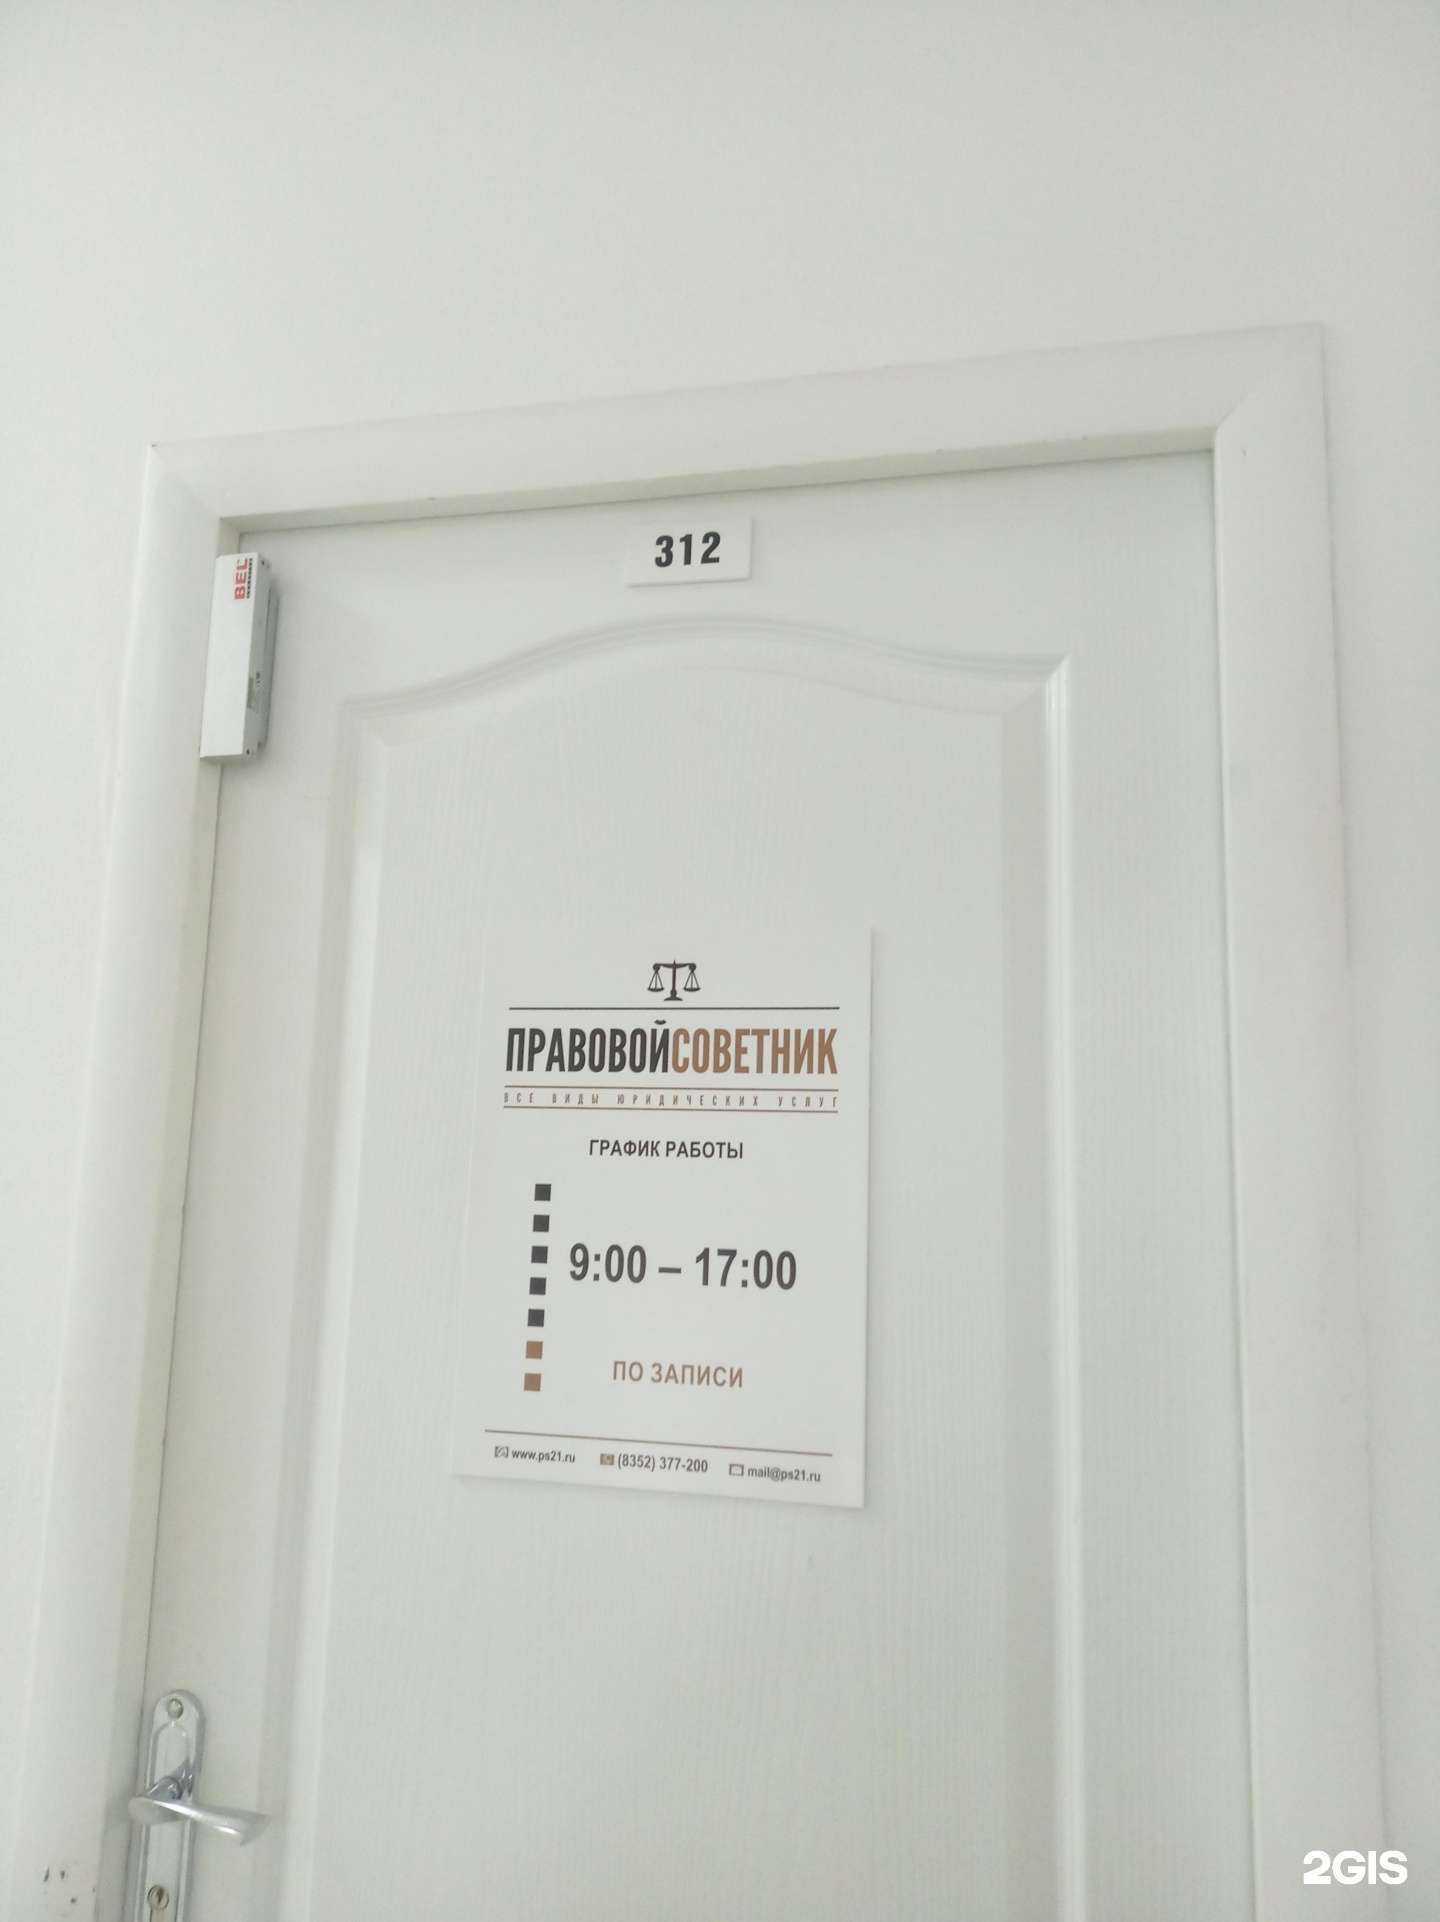 312
BEL
ПРАВОВОЙСОВЕТНИК
ВСЕ ВИДЫ ЮРИДИЧЕСКИХ УСЛУГ
ГРАФИК РАБОТЫ
9:00 – 17:00
ПО ЗАПИСИ
www.ps21.ru (8352) 377-200 mail@ps21.ru
2GIS